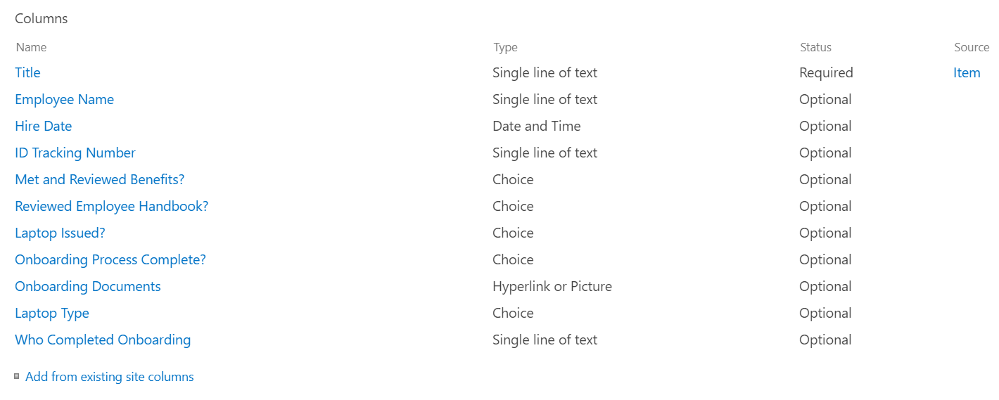 Columns
Name Type Status Source
Title Single line of text Required Item
Employee Name Single line of text Optional
Hire Date Date and Time Optional
ID Tracking Number Single line of text Optional
Met and Reviewed Benefits? Choice Optional
Reviewed Employee Handbook? Choice Optional
Laptop Issued? Choice Optional
Onboarding Process Complete? Choice Optional
Onboarding Documents Hyperlink or Picture Optional
Laptop Type Choice Optional
Who Completed Onboarding Single line of text Optional
Add from existing site columns